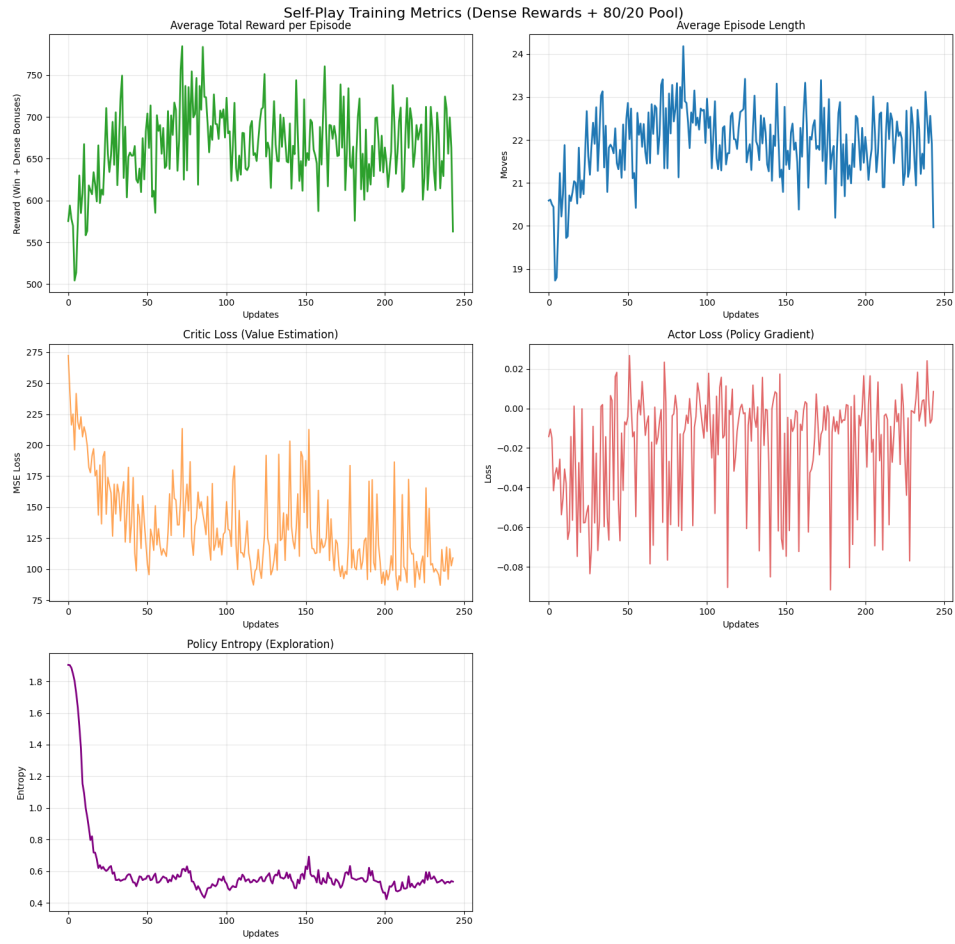 Self-Play Training Metrics (Dense Rewards + 80/20 Pool)
Average Total Reward per Episode
Reward (Win + Dense Bonuses)
750
700
650
600
550
500
0 50 100 150 200 250
Updates
Average Episode Length
Moves
24
23
22
21
20
19
0 50 100 150 200 250
Updates
Critic Loss (Value Estimation)
MSE Loss
275
250
225
200
175
150
125
100
75
0 50 100 150 200 250
Updates
Actor Loss (Policy Gradient)
Loss
0.02
0.00
−0.02
−0.04
−0.06
−0.08
0 50 100 150 200 250
Updates
Policy Entropy (Exploration)
Entropy
1.8
1.6
1.4
1.2
1.0
0.8
0.6
0.4
0 50 100 150 200 250
Updates